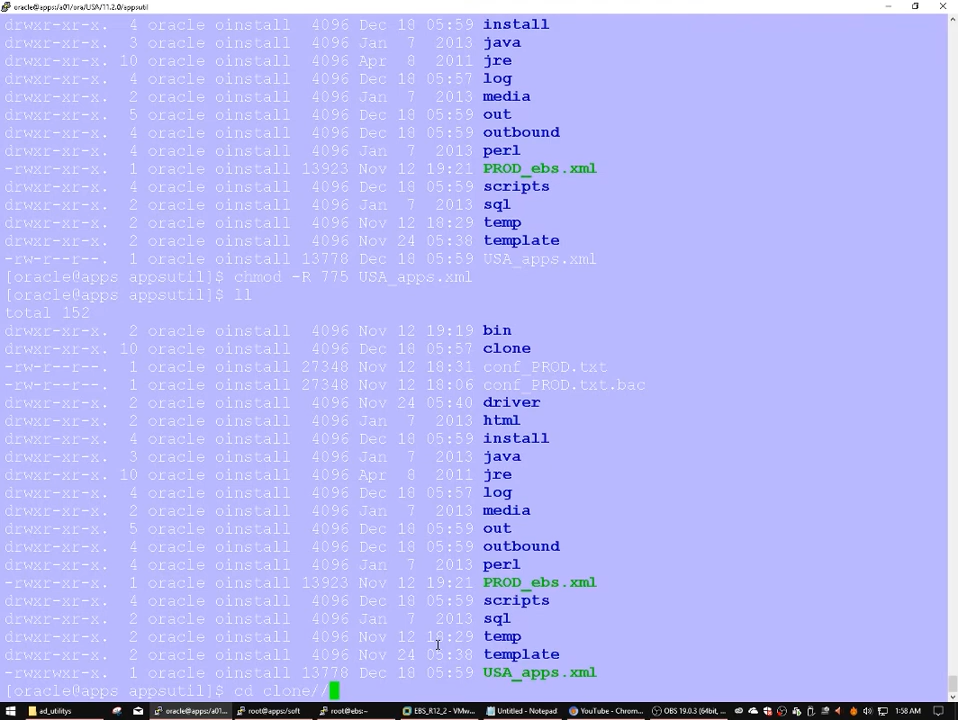 oracle@apps:/a01/ora/USA/11.2.0/appsutil
drwxr-xr-x. 4 oracle oinstall 4096 Dec 18 05:59 install
drwxr-xr-x. 3 oracle oinstall 4096 Jan 7 2013 java
drwxr-xr-x. 10 oracle oinstall 4096 Apr 8 2011 jre
drwxr-xr-x. 4 oracle oinstall 4096 Dec 18 05:57 log
drwxr-xr-x. 2 oracle oinstall 4096 Jan 7 2013 media
drwxr-xr-x. 5 oracle oinstall 4096 Dec 18 05:59 out
drwxr-xr-x. 4 oracle oinstall 4096 Dec 18 05:59 outbound
drwxr-xr-x. 4 oracle oinstall 4096 Jan 7 2013 perl
-rwxr-xr-x. 1 oracle oinstall 13923 Nov 12 19:21 PROD_ebs.xml
drwxr-xr-x. 4 oracle oinstall 4096 Dec 18 05:59 scripts
drwxr-xr-x. 2 oracle oinstall 4096 Jan 7 2013 sql
drwxr-xr-x. 2 oracle oinstall 4096 Nov 12 18:29 temp
drwxr-xr-x. 2 oracle oinstall 4096 Nov 24 05:38 template
-rw-r--r--. 1 oracle oinstall 13778 Dec 18 05:59 USA_apps.xml
[oracle@apps appsutil]$ chmod -R 775 USA_apps.xml
[oracle@apps appsutil]$ ll
total 152
drwxr-xr-x. 2 oracle oinstall 4096 Nov 12 19:19 bin
drwxr-xr-x. 10 oracle oinstall 4096 Dec 18 05:57 clone
-rw-r--r--. 1 oracle oinstall 27348 Nov 12 18:31 conf_PROD.txt
-rw-r--r--. 1 oracle oinstall 27348 Nov 12 18:06 conf_PROD.txt.bac
drwxr-xr-x. 2 oracle oinstall 4096 Nov 24 05:40 driver
drwxr-xr-x. 2 oracle oinstall 4096 Jan 7 2013 html
drwxr-xr-x. 4 oracle oinstall 4096 Dec 18 05:59 install
drwxr-xr-x. 3 oracle oinstall 4096 Jan 7 2013 java
drwxr-xr-x. 10 oracle oinstall 4096 Apr 8 2011 jre
drwxr-xr-x. 4 oracle oinstall 4096 Dec 18 05:57 log
drwxr-xr-x. 2 oracle oinstall 4096 Jan 7 2013 media
drwxr-xr-x. 5 oracle oinstall 4096 Dec 18 05:59 out
drwxr-xr-x. 4 oracle oinstall 4096 Dec 18 05:59 outbound
drwxr-xr-x. 4 oracle oinstall 4096 Jan 7 2013 perl
-rwxr-xr-x. 1 oracle oinstall 13923 Nov 12 19:21 PROD_ebs.xml
drwxr-xr-x. 4 oracle oinstall 4096 Dec 18 05:59 scripts
drwxr-xr-x. 2 oracle oinstall 4096 Jan 7 2013 sql
drwxr-xr-x. 2 oracle oinstall 4096 Nov 12 18:29 temp
drwxr-xr-x. 2 oracle oinstall 4096 Nov 24 05:38 template
-rwxrwxr-x. 1 oracle oinstall 13778 Dec 18 05:59 USA_apps.xml
[oracle@apps appsutil]$ cd clone//
ad_utilitys oracle@apps:/a01... root@apps:~ root@ebs:~ EBS_R12_2 - VMw... Untitled - Notepad YouTube - Chrom... OBS 19.0.3 (64bit, ... 1:58 AM